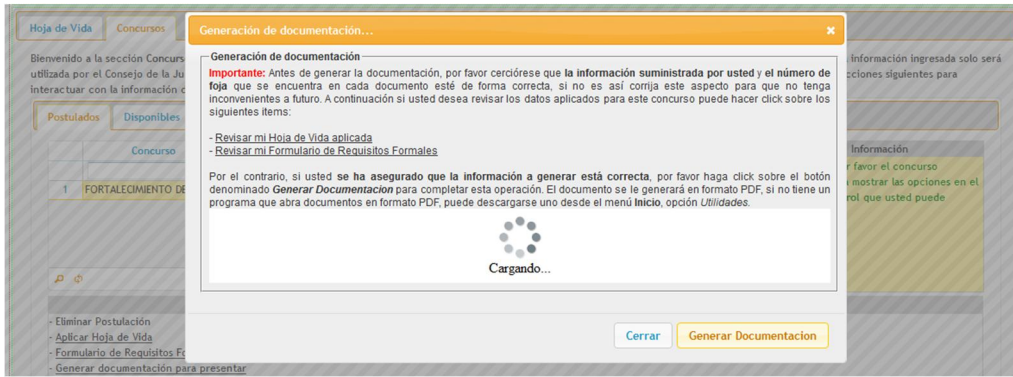 Hoja de Vida
Concursos
Generación de documentación...
Bienvenido a la sección Concurs
información ingresada solo será
utilizada por el Consejo de la Ju
cciones siguientes para
interactuar con la información
Postulados
Disponibles
Concurso
Información
r favor el concurso
mostrar las opciones en el
rol que usted puede
1 FORTALECIMIENTO DE
Generación de documentación
Importante: Antes de generar la documentación, por favor cerciórese que la información suministrada por usted y el número de
foja que se encuentra en cada documento esté de forma correcta, si no es así corrija este aspecto para que no tenga
inconvenientes a futuro. A continuación si usted desea revisar los datos aplicados para este concurso puede hacer click sobre los
siguientes items:
- Revisar mi Hoja de Vida aplicada
- Revisar mi Formulario de Requisitos Formales
Por el contrario, si usted se ha asegurado que la información a generar está correcta, por favor haga click sobre el botón
denominado Generar Documentacion para completar esta operación. El documento se le generará en formato PDF, si no tiene un
programa que abra documentos en formato PDF, puede descargarse uno desde el menú Inicio, opción Utilidades.
Cargando...
Cerrar
Generar Documentacion
- Eliminar Postulación
- Aplicar Hoja de Vida
- Formulario de Requisitos Fo
- Generar documentación para presentar